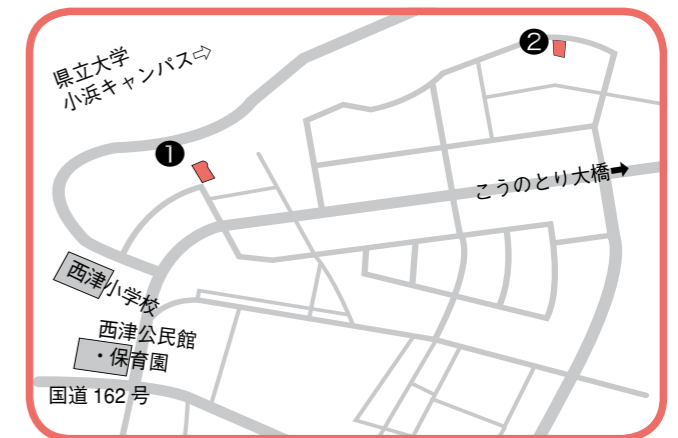 県立大学
小浜キャンパス⇨
❷
❶
こうのとり大橋➡
西津小学校
西津公民館
・保育園
国道 162 号